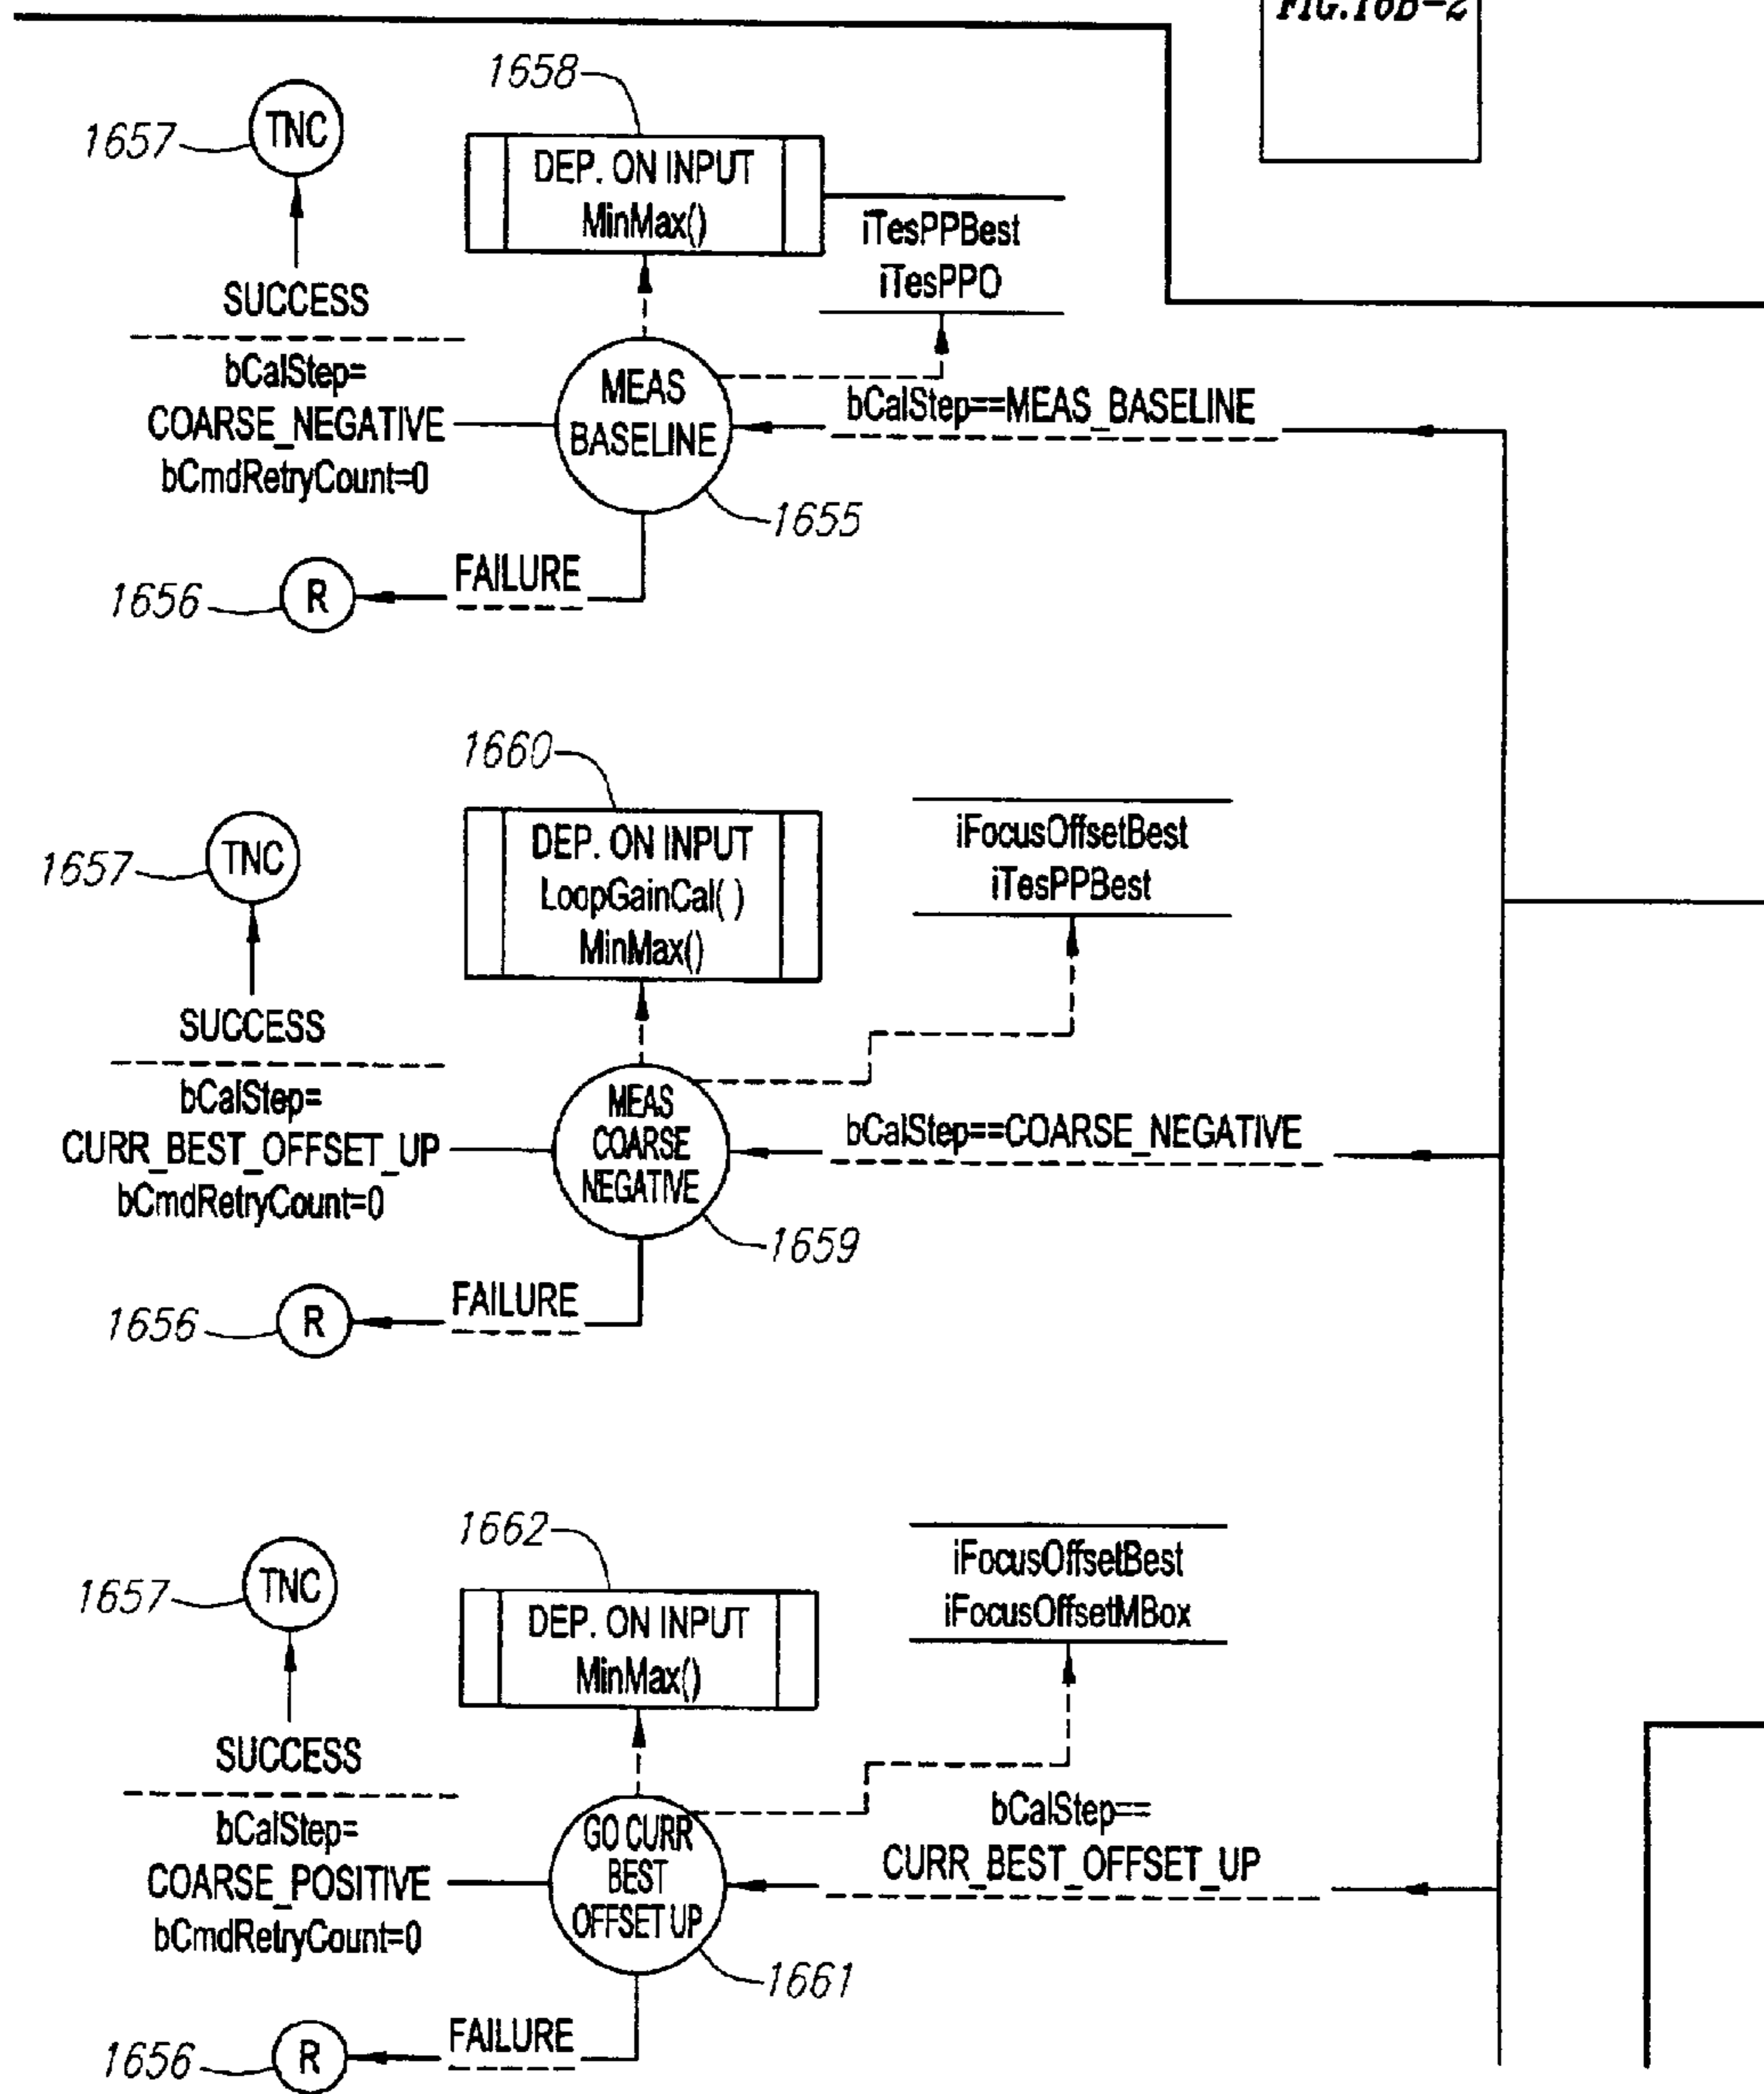 FIG.16B-2
1658
1657
TNC
DEP. ON INPUT
MinMax()
iTesPPBest
iTesPPO
SUCCESS
bCalStep=
COARSE_NEGATIVE
bCmdRetryCount=0
MEAS
BASELINE
bCalStep==MEAS_BASELINE
1655
FAILURE
1656
R
1660
1657
TNC
DEP. ON INPUT
LoopGainCal( )
MinMax()
iFocusOffsetBest
iTesPPBest
SUCCESS
bCalStep=
CURR_BEST_OFFSET_UP
bCmdRetryCount=0
MEAS
COARSE
NEGATIVE
bCalStep==COARSE_NEGATIVE
1659
FAILURE
1656
R
1662
1657
TNC
DEP. ON INPUT
MinMax()
iFocusOffsetBest
iFocusOffsetMBox
SUCCESS
bCalStep=
COARSE_POSITIVE
bCmdRetryCount=0
GO CURR
BEST
OFFSET UP
bCalStep==
CURR_BEST_OFFSET_UP
1661
FAILURE
1656
R